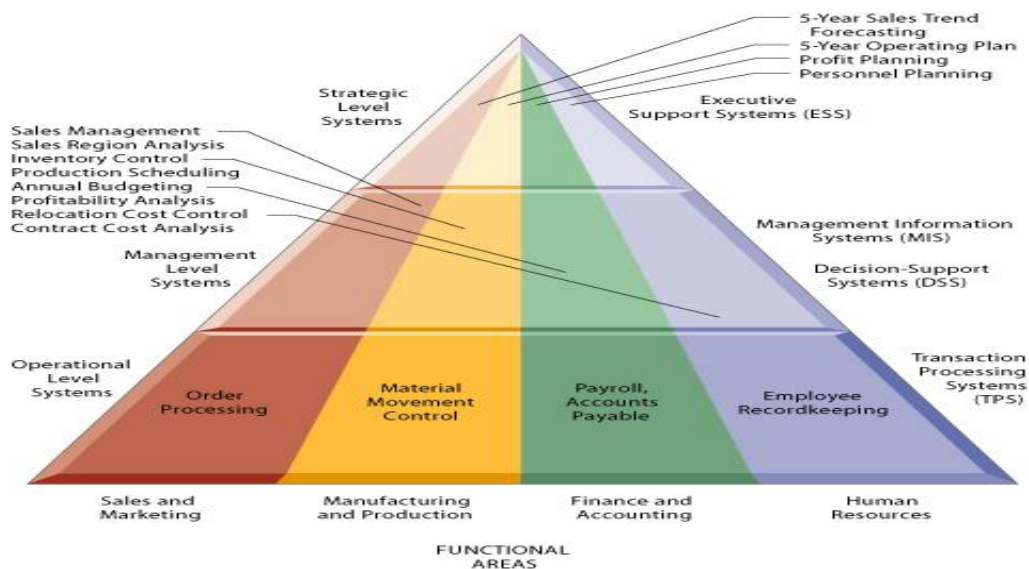 5-Year Sales Trend
Forecasting
5-Year Operating Plan
Profit Planning
Personnel Planning
Strategic
Level
Systems
Executive
Support Systems (ESS)
Sales Management
Sales Region Analysis
Inventory Control
Production Scheduling
Annual Budgeting
Profitability Analysis
Relocation Cost Control
Contract Cost Analysis
Management
Level
Systems
Management Information
Systems (MIS)
Decision-Support
Systems (DSS)
Operational
Level
Systems
Order
Processing
Material
Movement
Control
Payroll,
Accounts
Payable
Employee
Recordkeeping
Transaction
Processing
Systems
(TPS)
Sales and
Marketing
Manufacturing
and Production
Finance and
Accounting
Human
Resources
FUNCTIONAL
AREAS